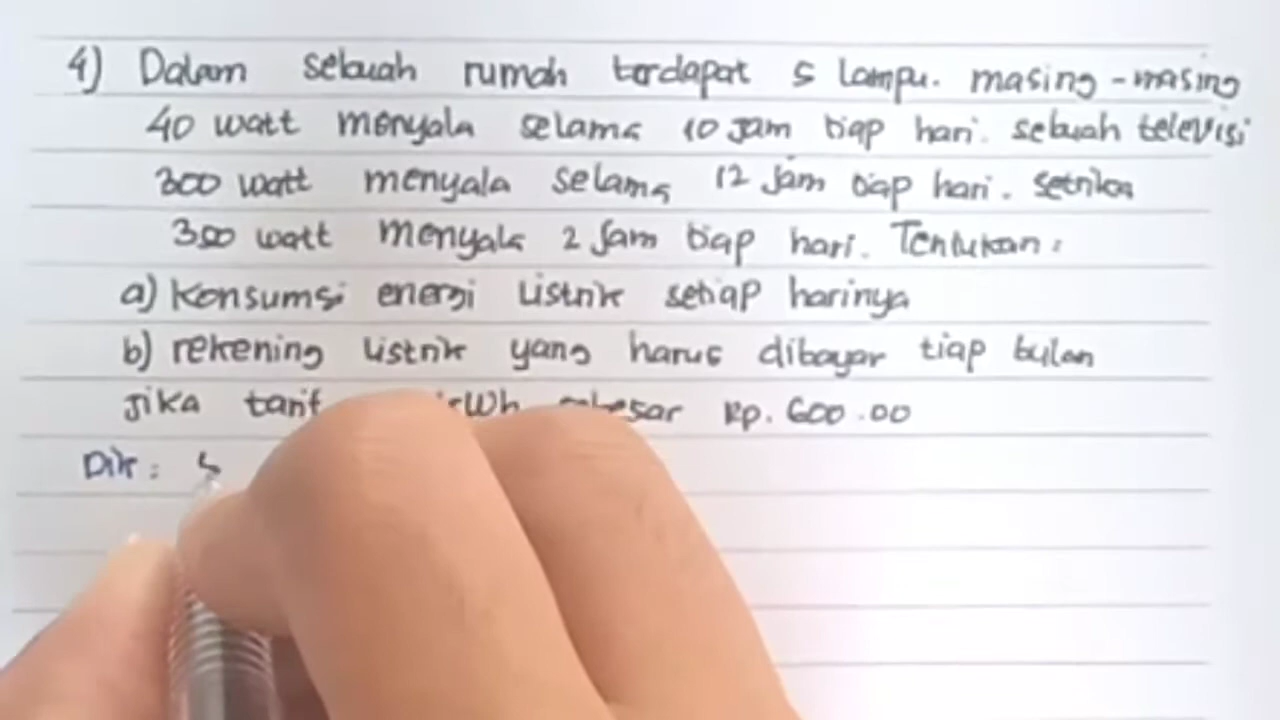 4) Dalam sebuah rumah terdapat 5 lampu. masing-masing
40 watt menyala selama 10 Jam tiap hari. sebuah televisi
300 watt menyala selama 12 Jam tiap hari. setrika
350 watt menyala 2 Jam tiap hari. Tentukan:
a) Konsumsi energi Listrik setiap harinya
b) rekening Listrik yang harus dibayar tiap bulan
Jika tarif Rp. 600.00
Dik: 5